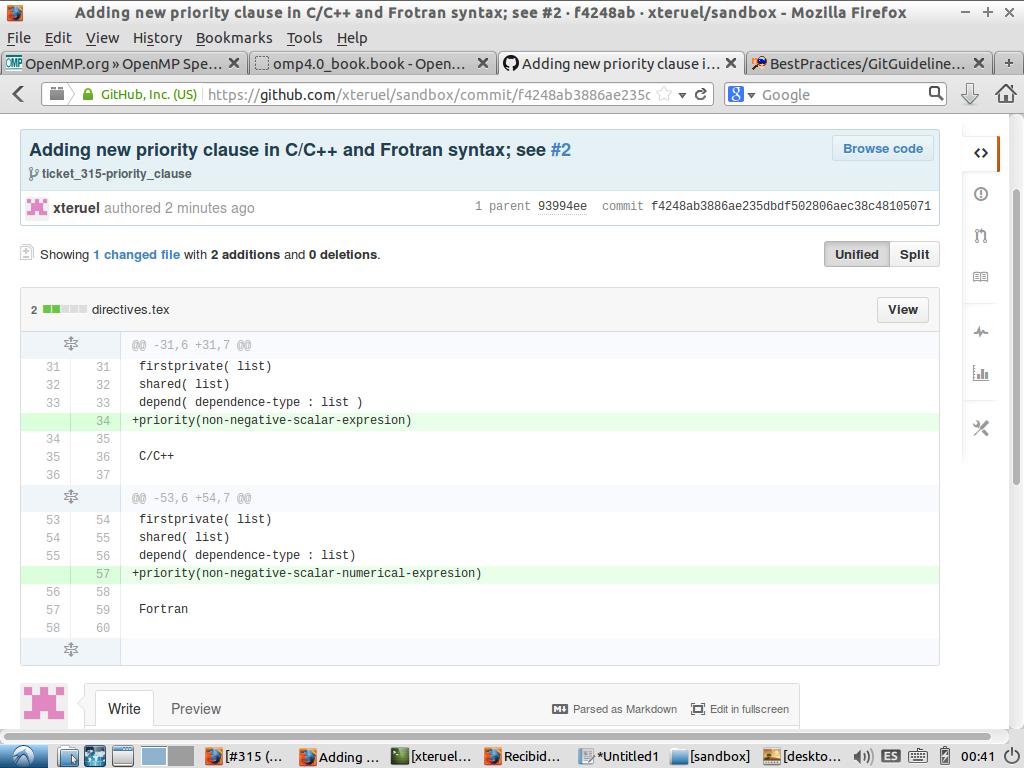 Adding new priority clause in C/C++ and Frotran syntax; see #2 · f4248ab · xteruel/sandbox - Mozilla Firefox
File Edit View History Bookmarks Tools Help
OMP OpenMP.org » OpenMP Spe... omp4.0_book.book - Open... Adding new priority clause i... BestPractices/GitGuideline...
GitHub, Inc. (US) https://github.com/xteruel/sandbox/commit/f4248ab3886ae235c Google
Adding new priority clause in C/C++ and Frotran syntax; see #2 Browse code
ticket_315-priority_clause
xteruel authored 2 minutes ago 1 parent 93994ee commit f4248ab3886ae235dbdf502806aec38c48105071
Showing 1 changed file with 2 additions and 0 deletions. Unified Split
2 directives.tex View
@@ -31,6 +31,7 @@
31 31 firstprivate( list)
32 32 shared( list)
33 33 depend( dependence-type : list )
34 +priority(non-negative-scalar-expresion)
34 35
35 36 C/C++
36 37
@@ -53,6 +54,7 @@
53 54 firstprivate( list)
54 55 shared( list)
55 56 depend( dependence-type : list)
57 +priority(non-negative-scalar-numerical-expresion)
56 58
57 59 Fortran
58 60
Write Preview Parsed as Markdown Edit in fullscreen
[#315 (... Adding ... [xteruel... Recibid... *Untitled1 [sandbox] [deskto... ES 00:41